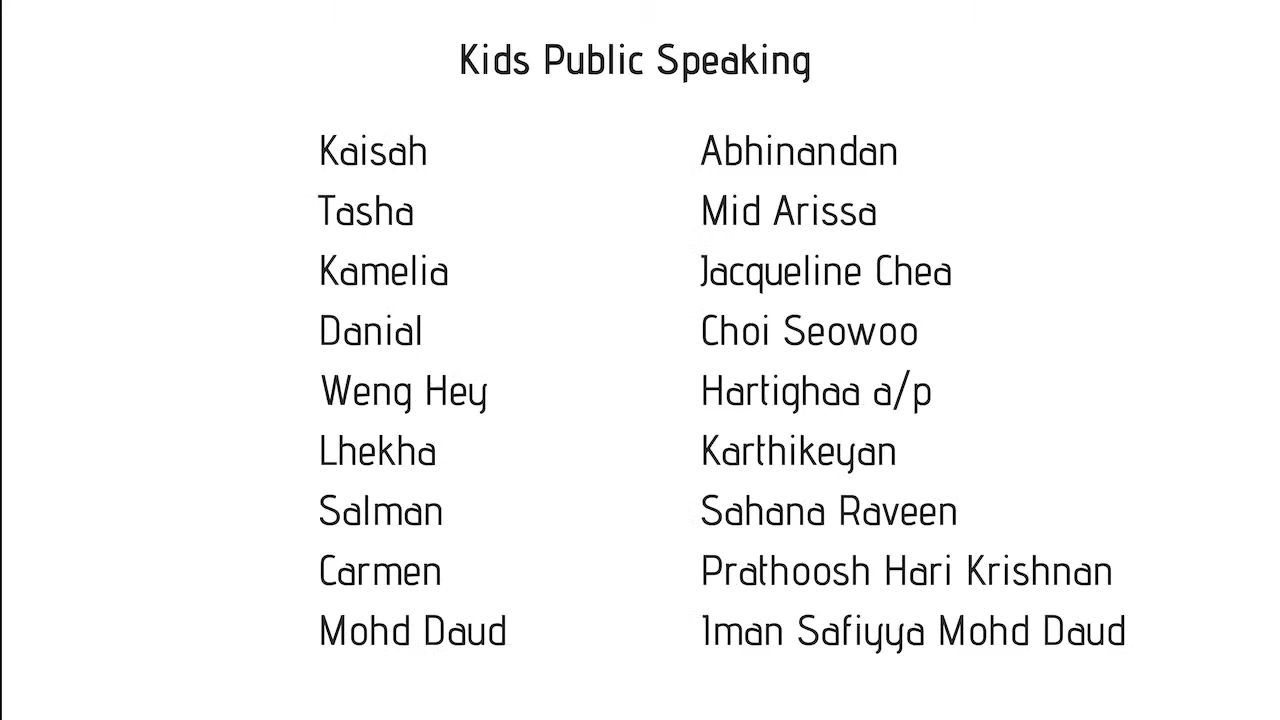 Kids Public Speaking
Kaisah
Tasha
Kamelia
Danial
Weng Hey
Lhekha
Salman
Carmen
Mohd Daud
Abhinandan
Mid Arissa
Jacqueline Chea
Choi Seowoo
Hartighaa a/p
Karthikeyan
Sahana Raveen
Prathoosh Hari Krishnan
Iman Safiyya Mohd Daud